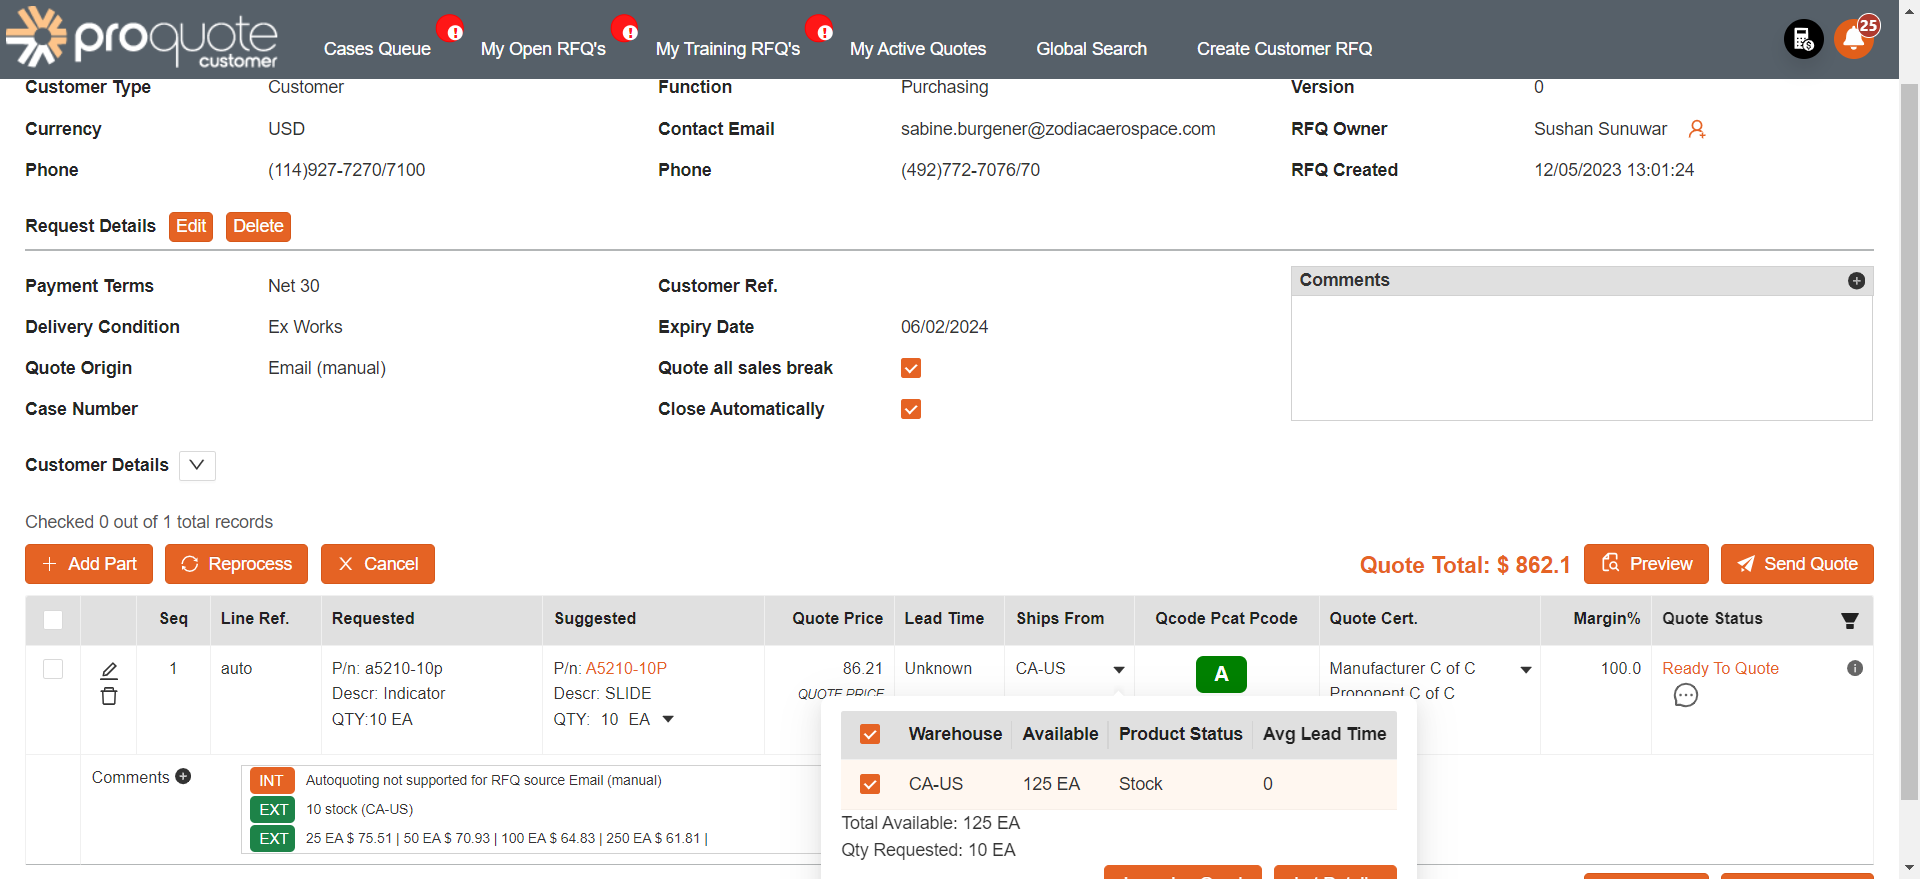 proquote
customer
Cases Queue
My Open RFQ's
My Training RFQ's
My Active Quotes
Global Search
Create Customer RFQ
25
Customer Type
Customer
Function
Purchasing
Version
0
Currency
USD
Contact Email
sabine.burgener@zodiacaerospace.com
RFQ Owner
Sushan Sunuwar
Phone
(114)927-7270/7100
Phone
(492)772-7076/70
RFQ Created
12/05/2023 13:01:24
Request Details
Edit
Delete
Payment Terms
Net 30
Customer Ref.
Comments
Delivery Condition
Ex Works
Expiry Date
06/02/2024
Quote Origin
Email (manual)
Quote all sales break
Case Number
Close Automatically
Customer Details
Checked 0 out of 1 total records
Add Part
Reprocess
Cancel
Quote Total: $ 862.1
Preview
Send Quote
Seq
Line Ref.
Requested
Suggested
Quote Price
Lead Time
Ships From
Qcode Pcat Pcode
Quote Cert.
Margin%
Quote Status
1
auto
P/n: a5210-10p
Descr: Indicator
QTY:10 EA
P/n: A5210-10P
Descr: SLIDE
QTY: 10 EA
86.21
QUOTE PRICE
Unknown
CA-US
A
Manufacturer C of C
Proponent C of C
100.0
Ready To Quote
Comments
INT Autoquoting not supported for RFQ source Email (manual)
EXT 10 stock (CA-US)
EXT 25 EA $ 75.51 | 50 EA $ 70.93 | 100 EA $ 64.83 | 250 EA $ 61.81 |
Warehouse
Available
Product Status
Avg Lead Time
CA-US
125 EA
Stock
0
Total Available: 125 EA
Qty Requested: 10 EA